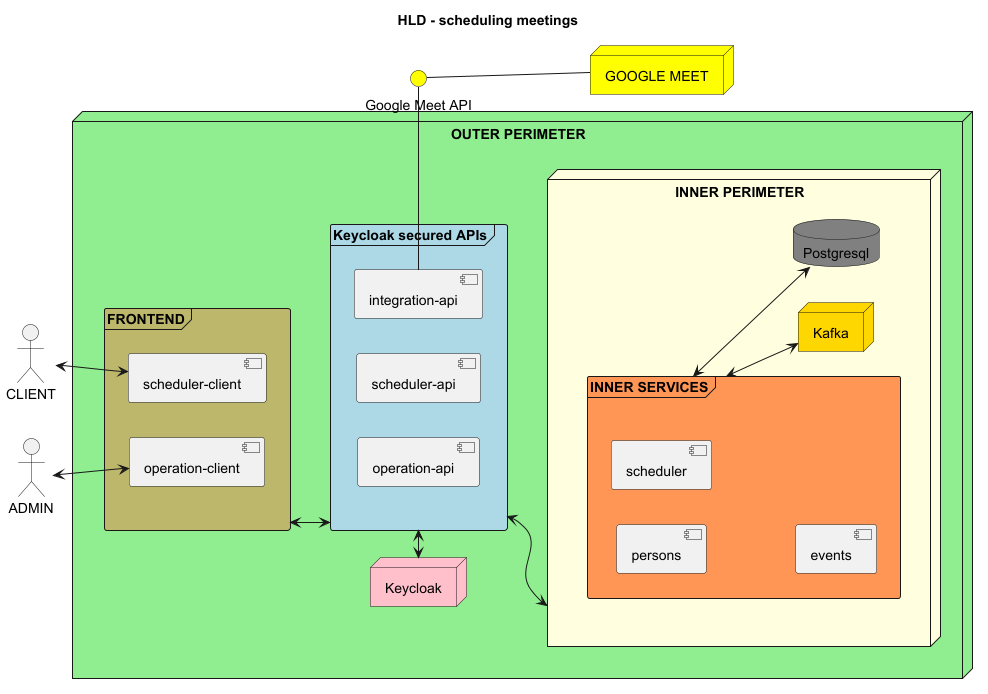 HLD - scheduling meetings
GOOGLE MEET
Google Meet API
OUTER PERIMETER
INNER PERIMETER
Keycloak secured APIs
Postgresql
integration-api
FRONTEND
Kafka
CLIENT
scheduler-client
scheduler-api
INNER SERVICES
operation-client
operation-api
scheduler
ADMIN
persons
events
Keycloak